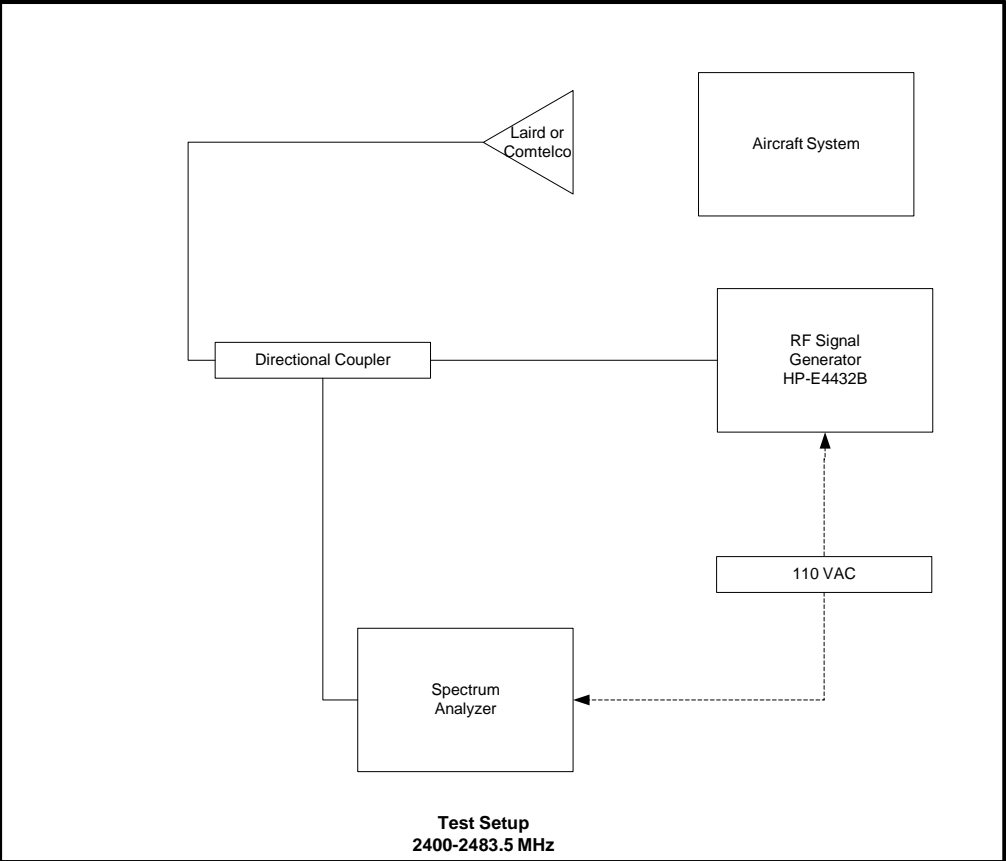 Laird or
Comtelco
Aircraft System
Directional Coupler
RF Signal
Generator
HP-E4432B
110 VAC
Spectrum
Analyzer
Test Setup
2400-2483.5 MHz